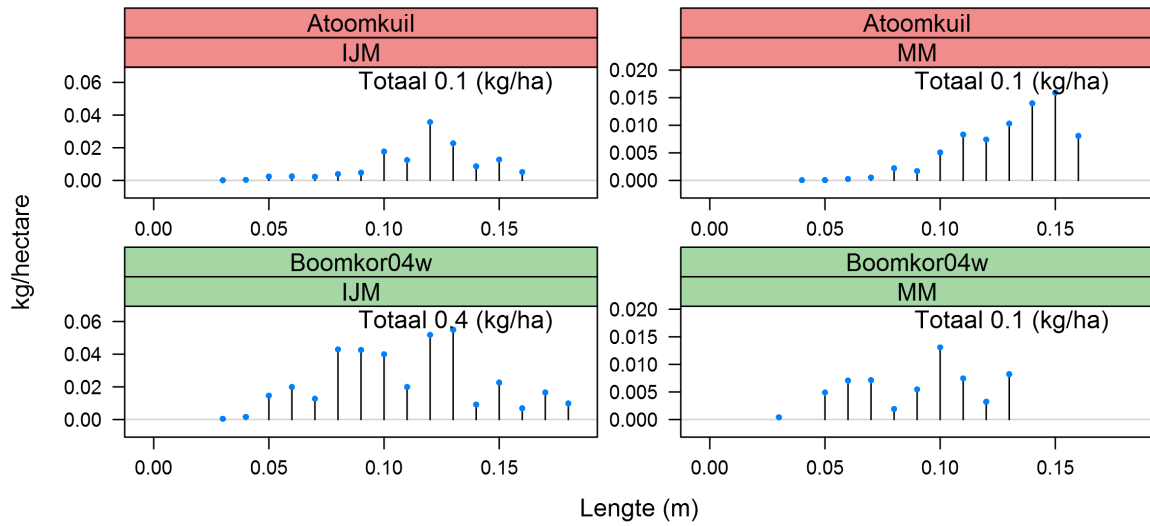 Atoomkuil
IJM
Totaal 0.1 (kg/ha)
0.06
0.04
0.02
0.00
0.00 0.05 0.10 0.15
Atoomkuil
MM
Totaal 0.1 (kg/ha)
0.020
0.015
0.010
0.005
0.000
0.00 0.05 0.10 0.15
kg/hectare
Boomkor04w
IJM
Totaal 0.4 (kg/ha)
0.06
0.04
0.02
0.00
0.00 0.05 0.10 0.15
Boomkor04w
MM
Totaal 0.1 (kg/ha)
0.020
0.015
0.010
0.005
0.000
0.00 0.05 0.10 0.15
Lengte (m)